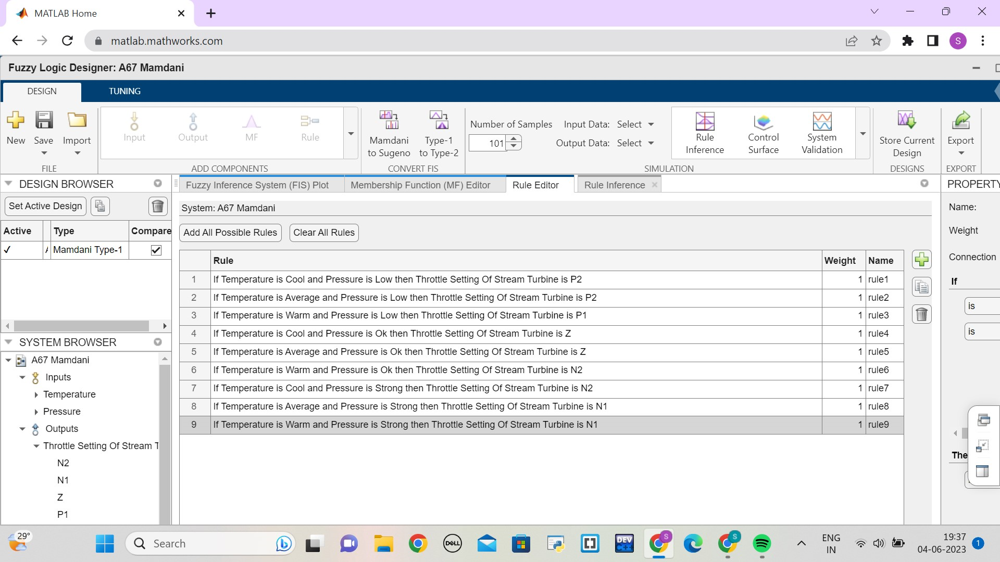 MATLAB Home
matlab.mathworks.com
S
Fuzzy Logic Designer: A67 Mamdani
DESIGN TUNING
New Save Import
FILE
Input Output MF Rule
ADD COMPONENTS
Mamdani to Sugeno
Type-1 to Type-2
CONVERT FIS
Number of Samples
101
Input Data: Select
Output Data: Select
Rule Inference
Control Surface
System Validation
SIMULATION
Store Current Design
DESIGNS
Export
EXPORT
DESIGN BROWSER
Set Active Design
Active Type Compare
✓ Mamdani Type-1
SYSTEM BROWSER
A67 Mamdani
Inputs
Temperature
Pressure
Outputs
Throttle Setting Of Stream T
N2
N1
Z
P1
Fuzzy Inference System (FIS) Plot Membership Function (MF) Editor Rule Editor Rule Inference
System: A67 Mamdani
Add All Possible Rules Clear All Rules
Rule Weight Name
1 If Temperature is Cool and Pressure is Low then Throttle Setting Of Stream Turbine is P2 1 rule1
2 If Temperature is Average and Pressure is Low then Throttle Setting Of Stream Turbine is P2 1 rule2
3 If Temperature is Warm and Pressure is Low then Throttle Setting Of Stream Turbine is P1 1 rule3
4 If Temperature is Cool and Pressure is Ok then Throttle Setting Of Stream Turbine is Z 1 rule4
5 If Temperature is Average and Pressure is Ok then Throttle Setting Of Stream Turbine is Z 1 rule5
6 If Temperature is Warm and Pressure is Ok then Throttle Setting Of Stream Turbine is N2 1 rule6
7 If Temperature is Cool and Pressure is Strong then Throttle Setting Of Stream Turbine is N2 1 rule7
8 If Temperature is Average and Pressure is Strong then Throttle Setting Of Stream Turbine is N1 1 rule8
9 If Temperature is Warm and Pressure is Strong then Throttle Setting Of Stream Turbine is N1 1 rule9
PROPERTY
Name:
Weight
Connection
If
is
is
The
29°
Search
DELL
DEV C++
S
S
ENG
IN
19:37
04-06-2023
1